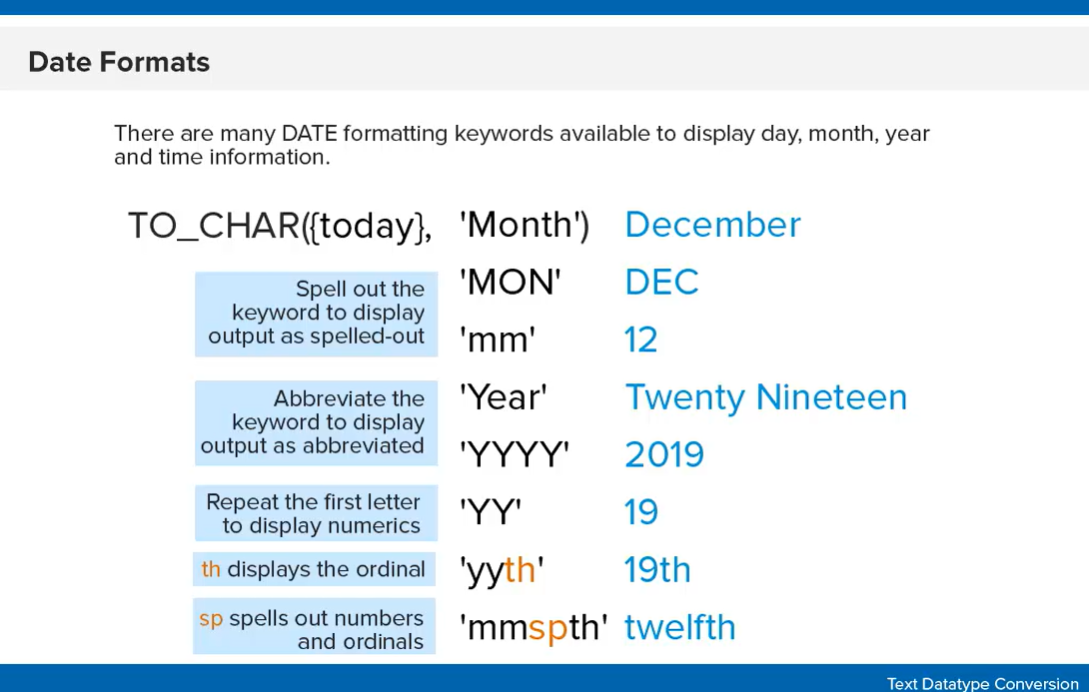 Date Formats
There are many DATE formatting keywords available to display day, month, year
and time information.
TO_CHAR({today}, 'Month') December
Spell out the
keyword to display
output as spelled-out
'MON' DEC
'mm' 12
Abbreviate the
keyword to display
output as abbreviated
'Year' Twenty Nineteen
'YYYY' 2019
Repeat the first letter
to display numerics
'YY' 19
th displays the ordinal
'yyth' 19th
sp spells out numbers
and ordinals
'mmspth' twelfth
Text Datatype Conversion